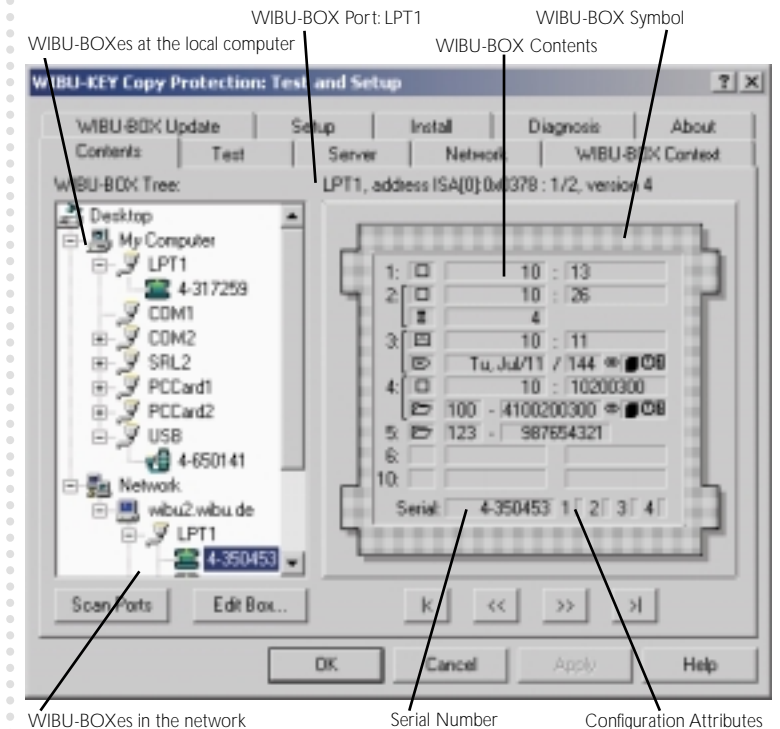 WIBU-BOX Port: LPT1
WIBU-BOX Symbol
WIBU-BOXes at the local computer
WIBU-BOX Contents
WIBU-KEY Copy Protection: Test and Setup
WIBU-BOX Update
Setup
Install
Diagnosis
About
Contents
Test
Server
Network
WIBU-BOX Context
WIBU-BOX Tree:
LPT1, address ISA[0]:0x0378 : 1/2, version 4
Desktop
My Computer
LPT1
4-317259
COM1
COM2
SRL2
PCCard1
PCCard2
USB
4-650141
Network
wibu2.wibu.de
LPT1
4-350453
1: 10 : 13
2: 10 : 26
4
3: 10 : 11
Tu, Jul/11 / 144
4: 10 : 10200300
100 - 4100200300
5: 123 - 987654321
6:
10:
Serial: 4-350453 1 2 3 4
Scan Ports
Edit Box...
<<
>>
OK
Cancel
Apply
Help
WIBU-BOXes in the network
Serial Number
Configuration Attributes